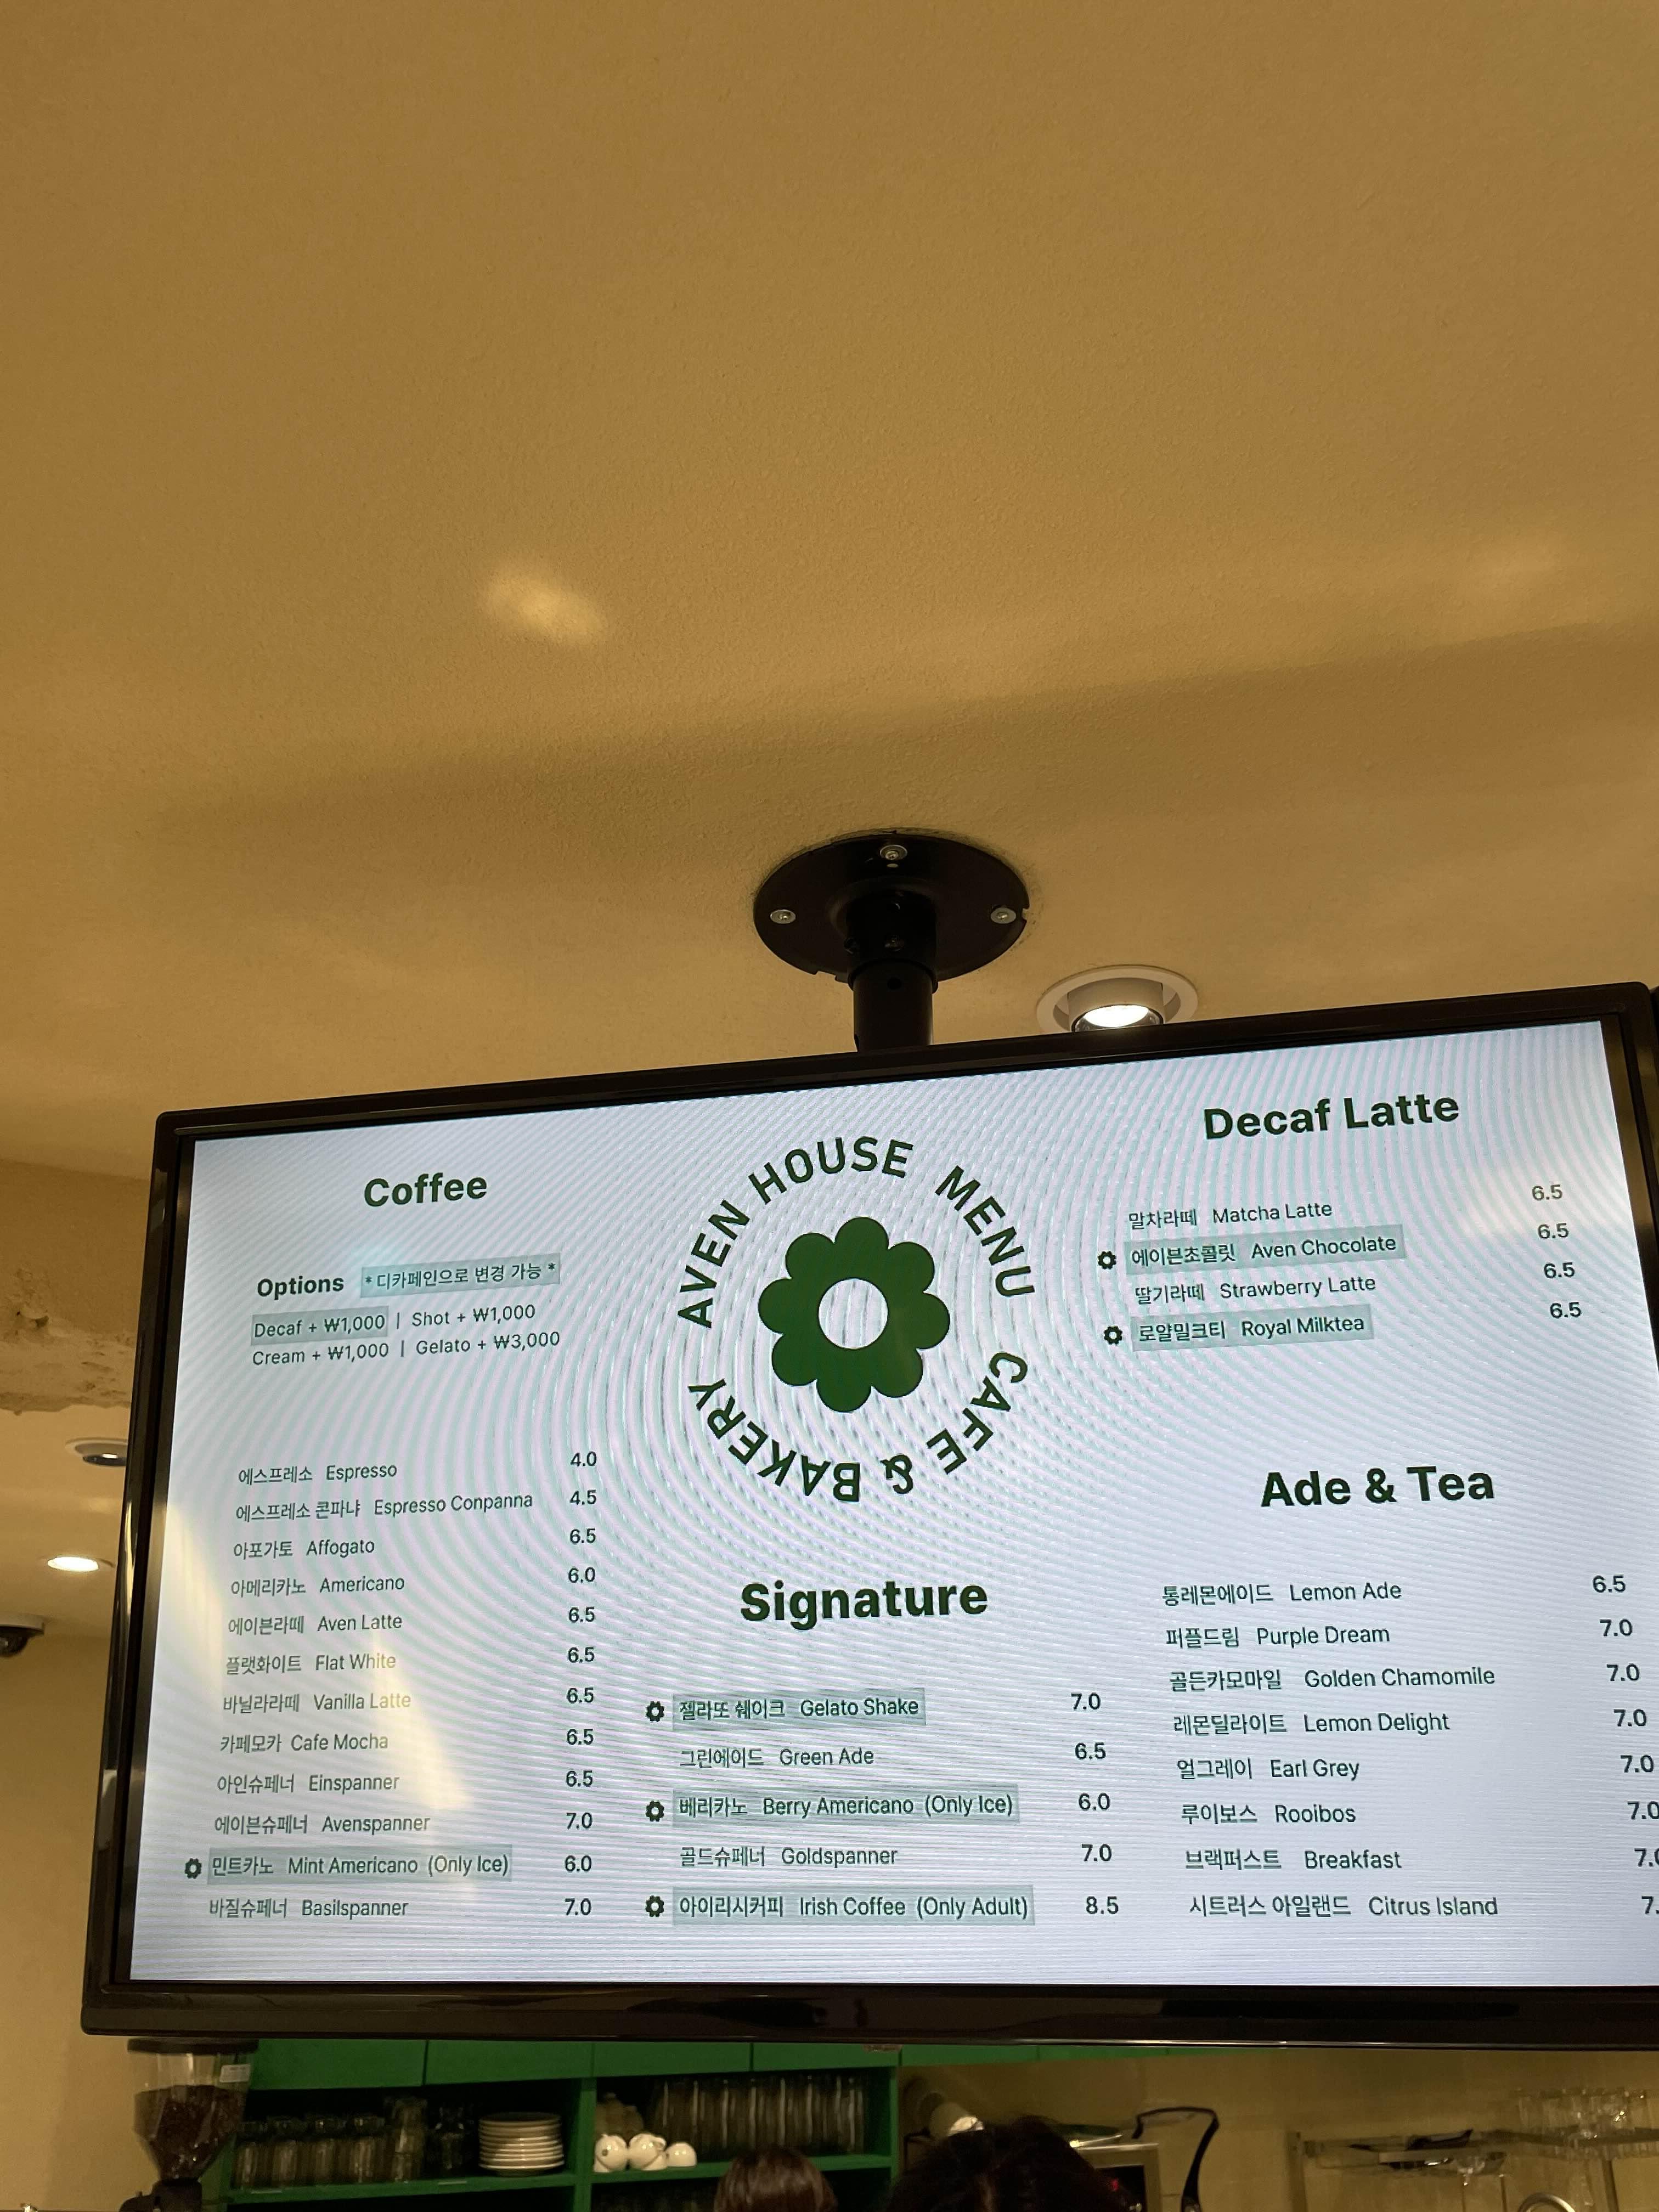 AVEN HOUSE MENU
CAFE & BAKERY
Coffee
Options * 디카페인으로 변경 가능 *
Decaf + ₩1,000 | Shot + ₩1,000
Cream + ₩1,000 | Gelato + ₩3,000
에스프레소 Espresso 4.0
에스프레소 콘파냐 Espresso Conpanna 4.5
아포가토 Affogato 6.5
아메리카노 Americano 6.0
에이븐라떼 Aven Latte 6.5
플랫화이트 Flat White 6.5
바닐라라떼 Vanilla Latte 6.5
카페모카 Cafe Mocha 6.5
아인슈페너 Einspanner 6.5
에이븐슈페너 Avenspanner 7.0
민트카노 Mint Americano (Only Ice) 6.0
바질슈페너 Basilspanner 7.0
Signature
젤라또 쉐이크 Gelato Shake 7.0
그린에이드 Green Ade 6.5
베리카노 Berry Americano (Only Ice) 6.0
골드슈페너 Goldspanner 7.0
아이리시커피 Irish Coffee (Only Adult) 8.5
Decaf Latte
말차라떼 Matcha Latte 6.5
에이븐초콜릿 Aven Chocolate 6.5
딸기라떼 Strawberry Latte 6.5
로얄밀크티 Royal Milktea 6.5
Ade & Tea
통레몬에이드 Lemon Ade 6.5
퍼플드림 Purple Dream 7.0
골든카모마일 Golden Chamomile 7.0
레몬딜라이트 Lemon Delight 7.0
얼그레이 Earl Grey 7.0
루이보스 Rooibos 7.0
브랙퍼스트 Breakfast
시트러스 아일랜드 Citrus Island